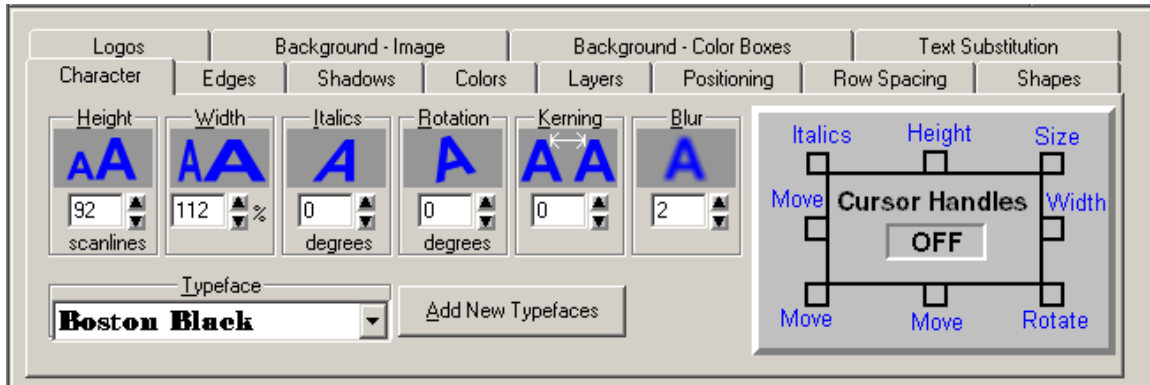 Logos Background - Image Background - Color Boxes Text Substitution
Character Edges Shadows Colors Layers Positioning Row Spacing Shapes
Height Width Italics Rotation Kerning Blur
AA AA A A AA A
92 112 % 0 0 0 2
scanlines degrees degrees
Typeface
Boston Black Add New Typefaces
Italics Height Size
Move Cursor Handles Width
OFF
Move Move Rotate